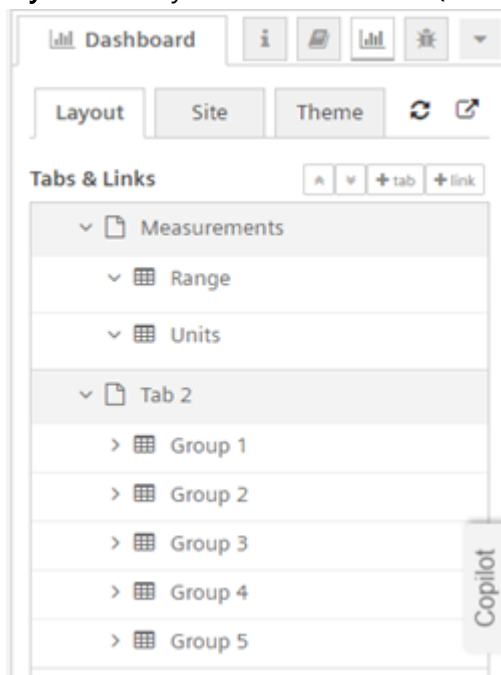 Dashboard i
Layout Site Theme
Tabs & Links + tab + link
Measurements
Range
Units
Tab 2
Group 1
Group 2
Group 3
Group 4
Group 5
Copilot